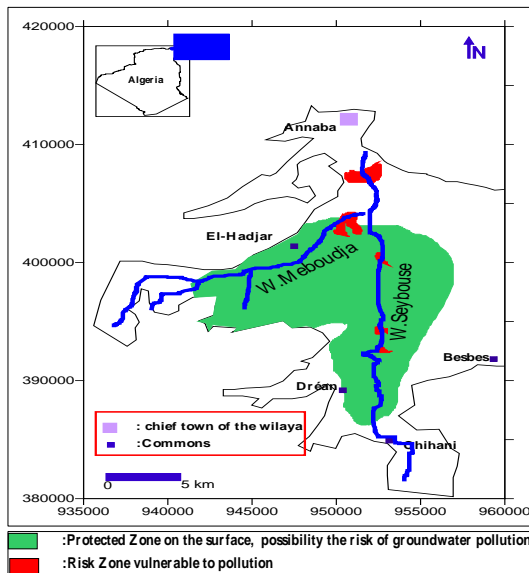 420000
N
Algeria
410000
Annaba
El-Hadjar
400000
W.Meboudja
W.Seybouse
Besbes
390000
Dréan
: chief town of the wilaya
:Commons
Chihani
0 5 km
380000
935000 940000 945000 950000 955000 960000
:Protected Zone on the surface, possibility the risk of groundwater pollution
:Risk Zone vulnerable to pollution